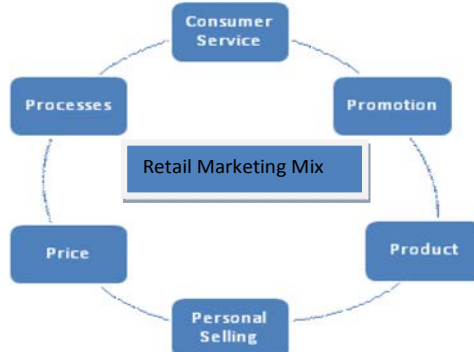 Consumer
Service
Processes
Promotion
Retail Marketing Mix
Price
Product
Personal
Selling